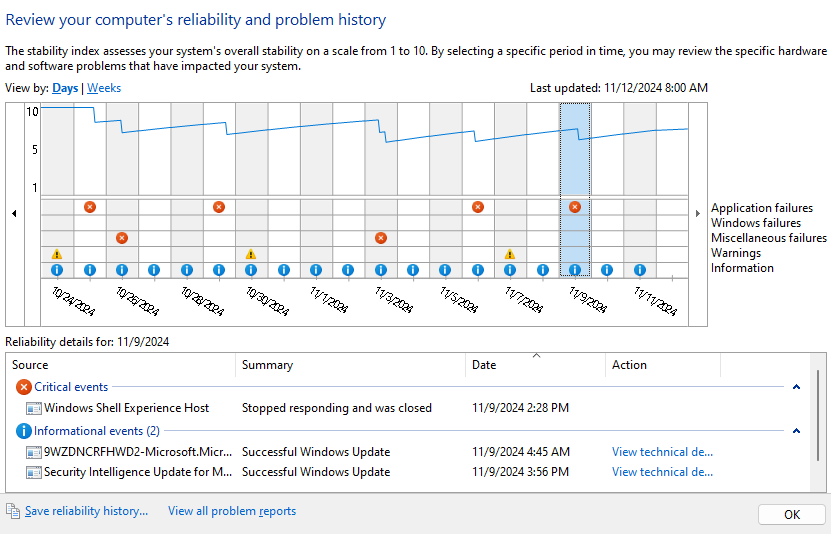 Review your computer's reliability and problem history
The stability index assesses your system's overall stability on a scale from 1 to 10. By selecting a specific period in time, you may review the specific hardware
and software problems that have impacted your system.
View by: Days | Weeks
Last updated: 11/12/2024 8:00 AM
10
5
1
Application failures
Windows failures
Miscellaneous failures
Warnings
Information
10/24/2024
10/26/2024
10/28/2024
10/30/2024
11/1/2024
11/3/2024
11/5/2024
11/7/2024
11/9/2024
11/11/2024
Reliability details for: 11/9/2024
Source Summary Date Action
Critical events
Windows Shell Experience Host Stopped responding and was closed 11/9/2024 2:28 PM
Informational events (2)
9WZDNCRFHWD2-Microsoft.Micr... Successful Windows Update 11/9/2024 4:45 AM View technical de...
Security Intelligence Update for M... Successful Windows Update 11/9/2024 3:56 PM View technical de...
Save reliability history... View all problem reports OK